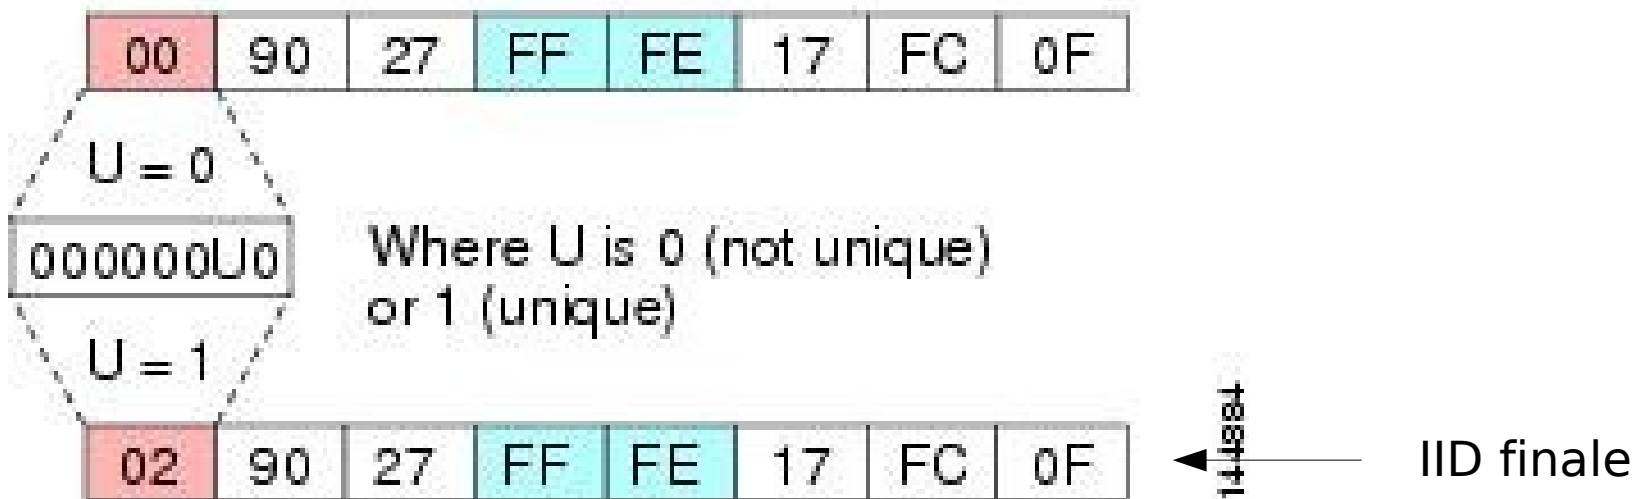 00 90 27 FF FE 17 FC 0F
U = 0
000000U0
Where U is 0 (not unique)
or 1 (unique)
U = 1
02 90 27 FF FE 17 FC 0F
IID finale